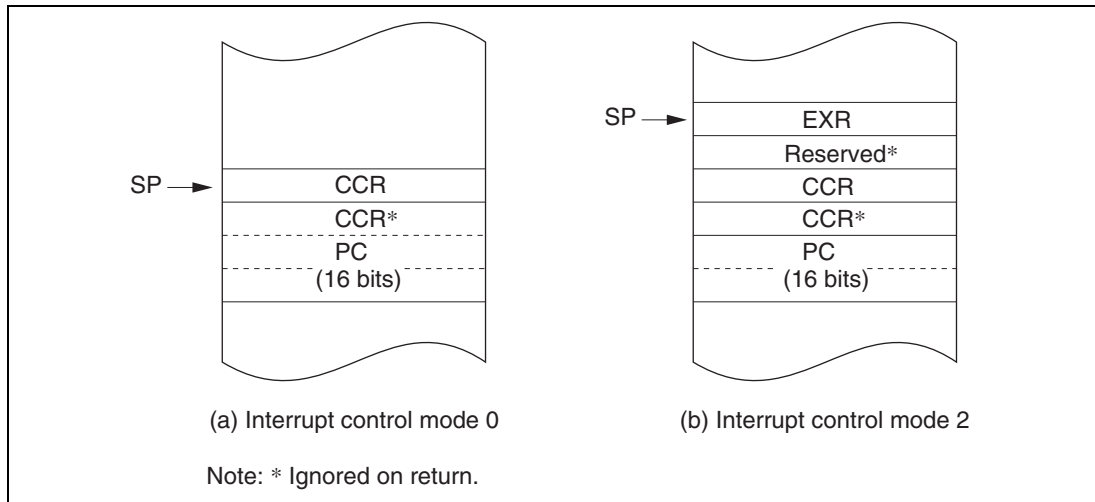 SP
CCR
CCR*
PC
(16 bits)
(a) Interrupt control mode 0
SP
EXR
Reserved*
CCR
CCR*
PC
(16 bits)
(b) Interrupt control mode 2
Note: * Ignored on return.